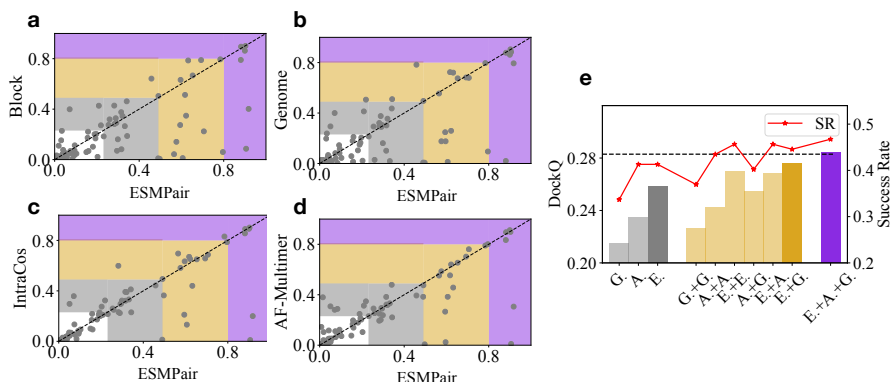 a
Block
0.8
0.4
0.0
0.0 0.4 0.8
ESMPair
b
Genome
0.8
0.4
0.0
0.0 0.4 0.8
ESMPair
c
IntraCos
0.8
0.4
0.0
0.0 0.4 0.8
ESMPair
d
AF-Multimer
0.8
0.4
0.0
0.0 0.4 0.8
ESMPair
e
SR
DockQ
0.28
0.24
0.20
Success Rate
0.5
0.4
0.3
0.2
G.
A.
E.
G.+G.
A.+A.
E.+E.
A.+G.
E.+A.
E.+G.
E.+A.+G.